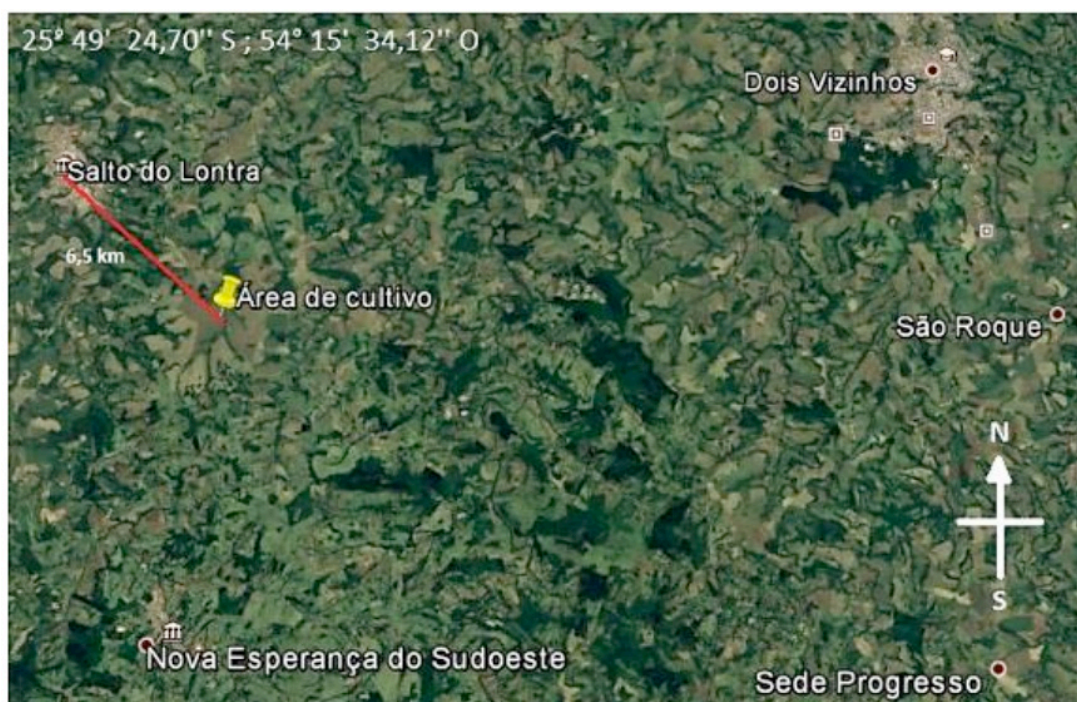 25º 49' 24,70'' S ; 54° 15' 34,12'' O
Dois Vizinhos
Salto do Lontra
6,5 km
Área de cultivo
São Roque
N
S
Nova Esperança do Sudoeste
Sede Progresso